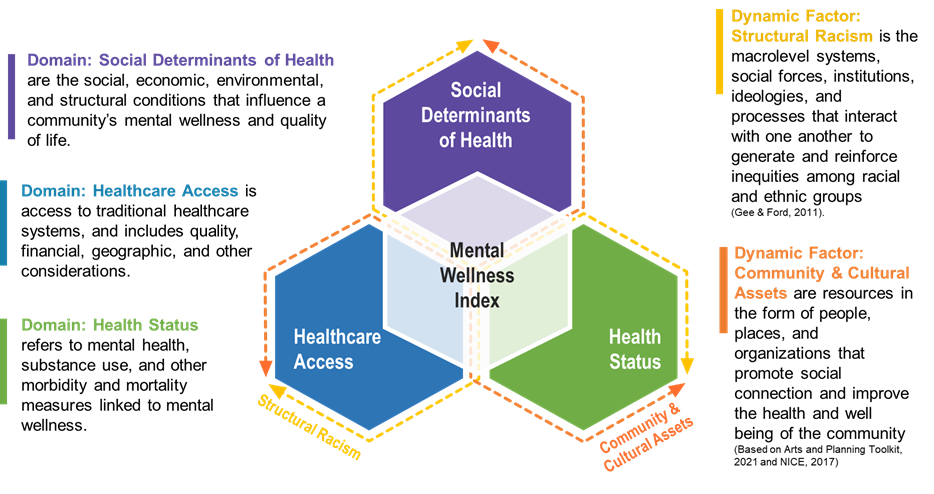 Domain: Social Determinants of Health
are the social, economic, environmental,
and structural conditions that influence a
community's mental wellness and quality
of life.
Domain: Healthcare Access is
access to traditional healthcare
systems, and includes quality,
financial, geographic, and other
considerations.
Domain: Health Status
refers to mental health,
substance use, and other
morbidity and mortality
measures linked to mental
wellness.
Social
Determinants
of Health
Mental
Wellness
Index
Healthcare
Access
Health
Status
Structural Racism
Community &
Cultural Assets
Dynamic Factor:
Structural Racism is the
macrolevel systems,
social forces, institutions,
ideologies, and
processes that interact
with one another to
generate and reinforce
inequities among racial
and ethnic groups
(Gee & Ford, 2011).
Dynamic Factor:
Community & Cultural
Assets are resources in
the form of people,
places, and
organizations that
promote social
connection and improve
the health and well
being of the community
(Based on Arts and Planning Toolkit,
2021 and NICE, 2017)